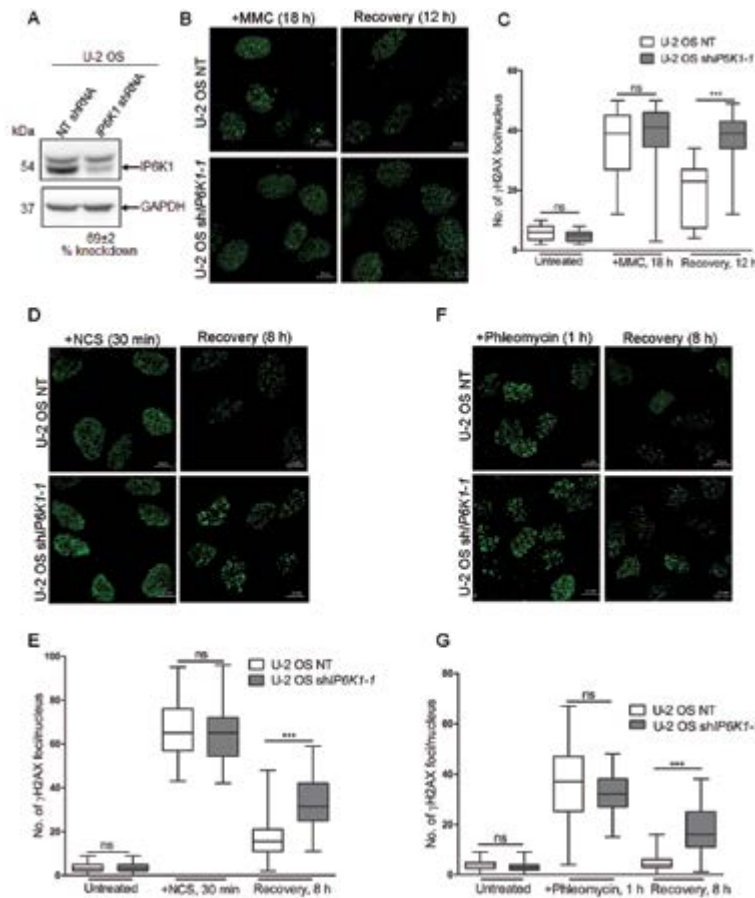 A
U-2 OS
NT shRNA
IP6K1 shRNA
kDa
54
IP6K1
37
GAPDH
69±2
% knockdown
B
+MMC (18 h)
Recovery (12 h)
U-2 OS NT
U-2 OS shIP6K1-1
C
U-2 OS NT
U-2 OS shIP6K1-1
No. of γH2AX foci/nucleus
60
40
20
0
ns
ns
***
Untreated
+MMC, 18 h
Recovery, 12 h
D
+NCS (30 min)
Recovery (8 h)
U-2 OS NT
U-2 OS shIP6K1-1
F
+Phleomycin (1 h)
Recovery (8 h)
U-2 OS NT
U-2 OS shIP6K1-1
E
U-2 OS NT
U-2 OS shIP6K1-1
No. of γH2AX foci/nucleus
100
60
20
0
ns
ns
***
Untreated
+NCS, 30 min
Recovery, 8 h
G
U-2 OS NT
U-2 OS shIP6K1-
No. of γH2AX foci/nucleus
80
40
20
0
ns
ns
***
Untreated
+Phleomycin, 1 h
Recovery, 8 h